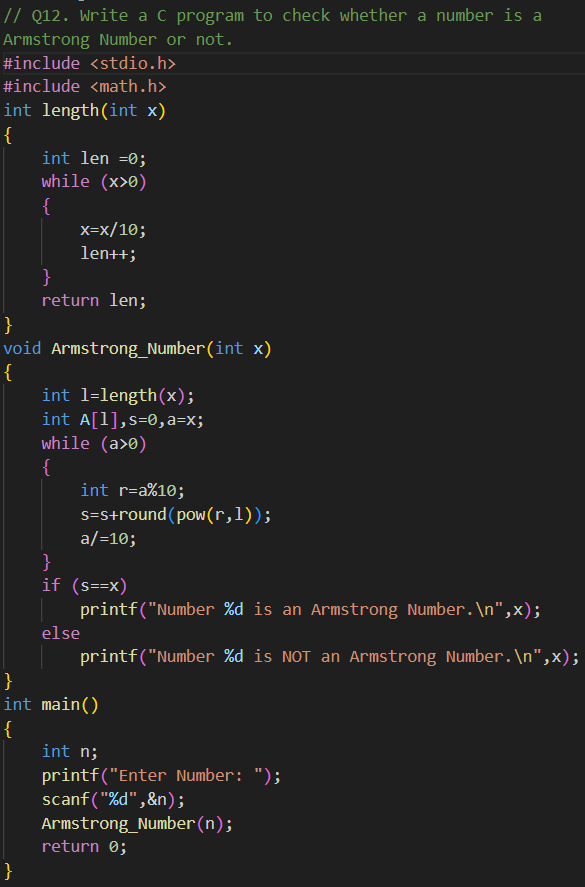 // Q12. Write a C program to check whether a number is a
Armstrong Number or not.
#include <stdio.h>
#include <math.h>
int length(int x)
{
    int len =0;
    while (x>0)
    {
        x=x/10;
        len++;
    }
    return len;
}
void Armstrong_Number(int x)
{
    int l=length(x);
    int A[l],s=0,a=x;
    while (a>0)
    {
        int r=a%10;
        s=s+round(pow(r,l));
        a/=10;
    }
    if (s==x)
        printf("Number %d is an Armstrong Number.\n",x);
    else
        printf("Number %d is NOT an Armstrong Number.\n",x);
}
int main()
{
    int n;
    printf("Enter Number: ");
    scanf("%d",&n);
    Armstrong_Number(n);
    return 0;
}